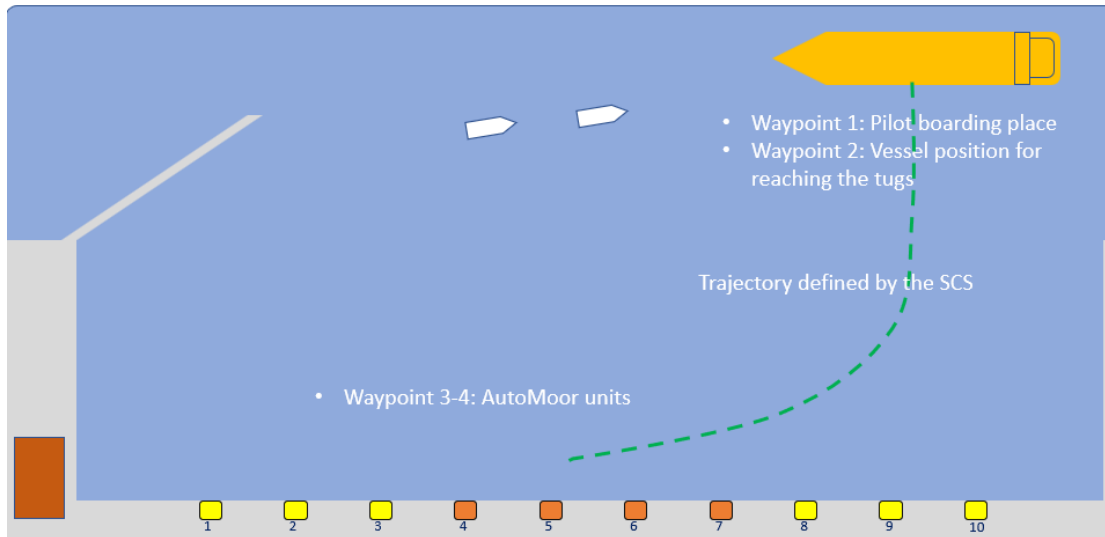 • Waypoint 1: Pilot boarding place
• Waypoint 2: Vessel position for
reaching the tugs
Trajectory defined by the SCS
• Waypoint 3-4: AutoMoor units
1 2 3 4 5 6 7 8 9 10